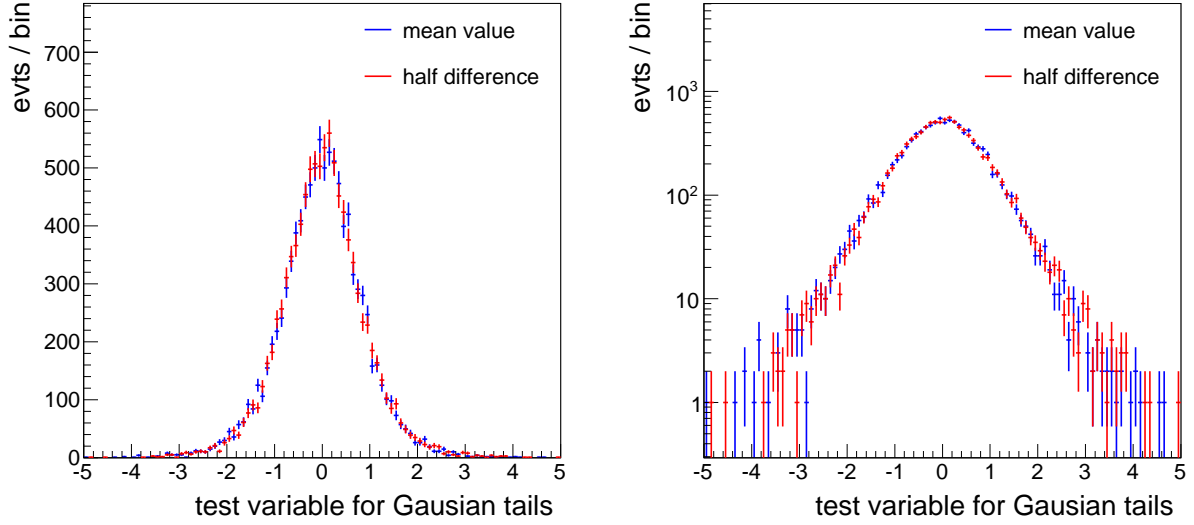 evts / bin
mean value
half difference
700
600
500
400
300
200
100
0
-5 -4 -3 -2 -1 0 1 2 3 4 5
test variable for Gaussian tails
evts / bin
mean value
half difference
10³
10²
10
1
-5 -4 -3 -2 -1 0 1 2 3 4 5
test variable for Gaussian tails